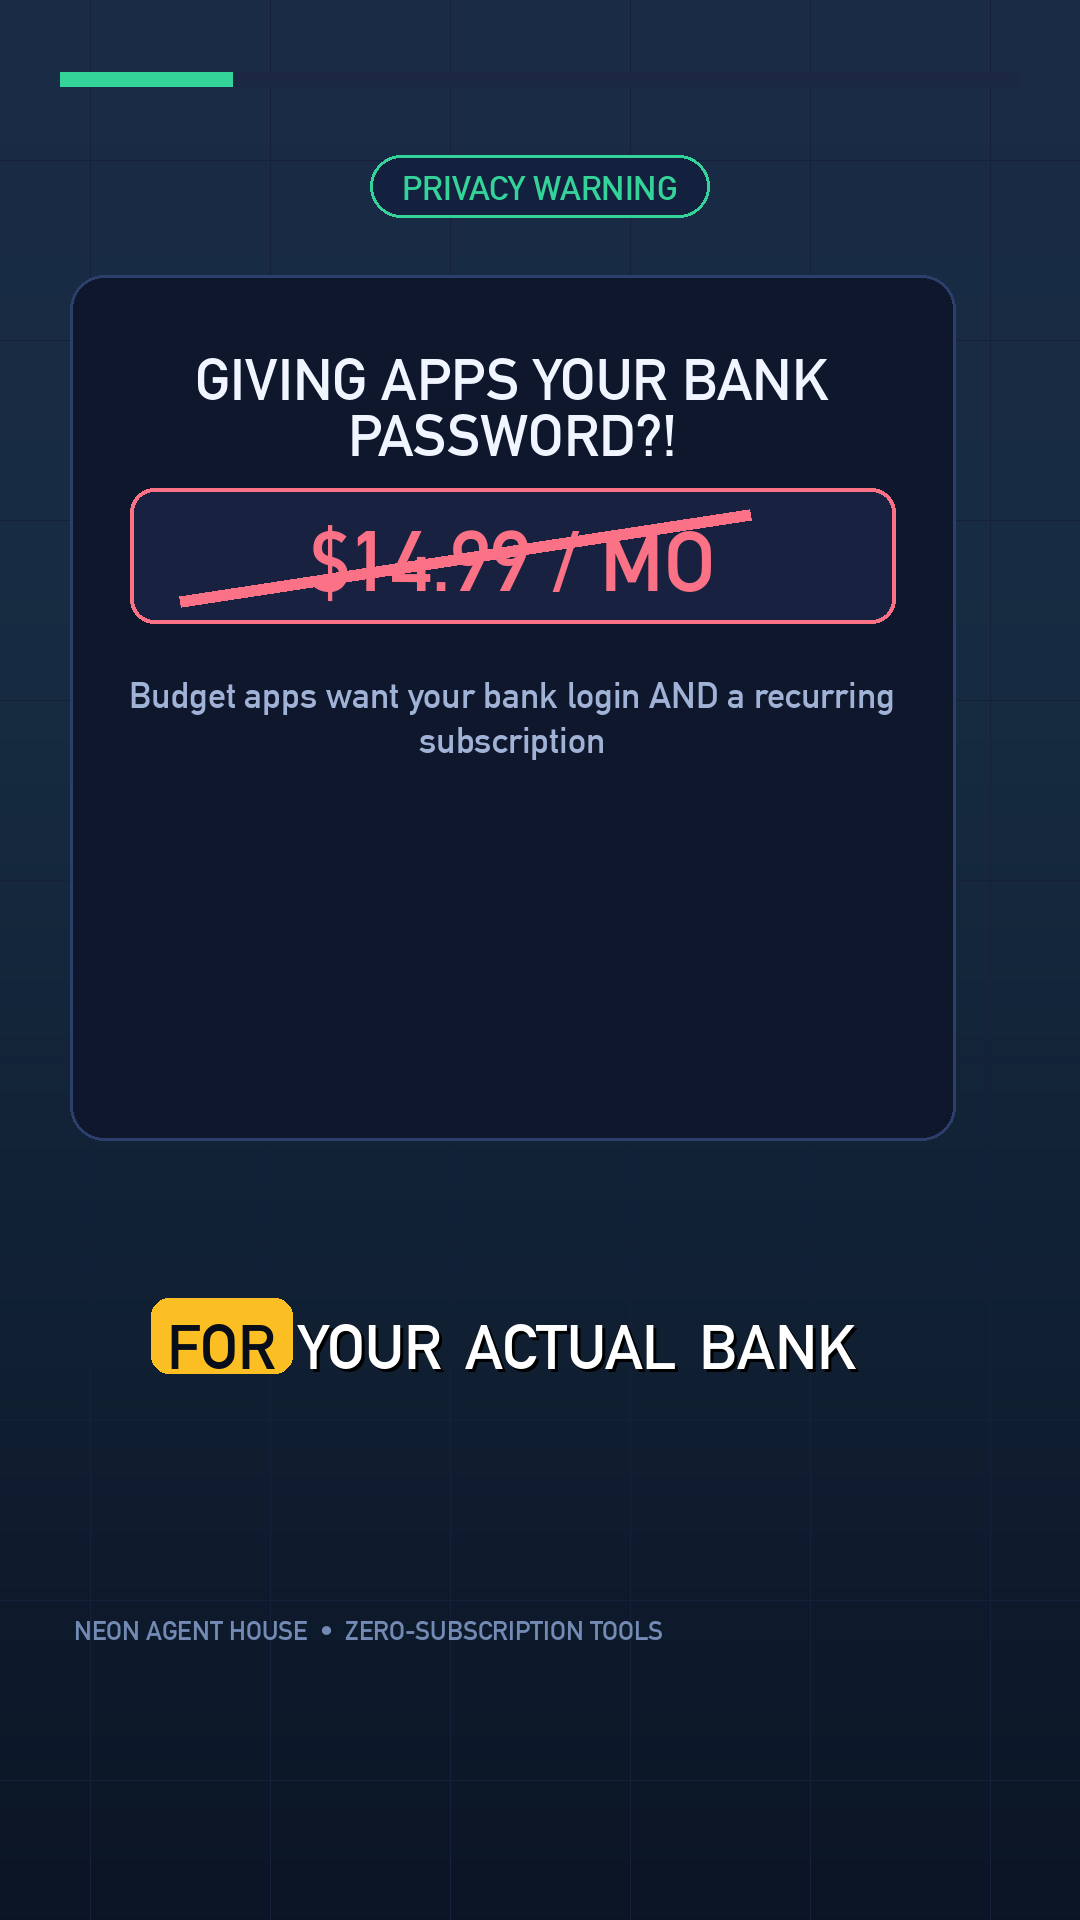 PRIVACY WARNING
GIVING APPS YOUR BANK
PASSWORD?!
$14.99 / MO
Budget apps want your bank login AND a recurring
subscription
FOR YOUR ACTUAL BANK
NEON AGENT HOUSE • ZERO-SUBSCRIPTION TOOLS